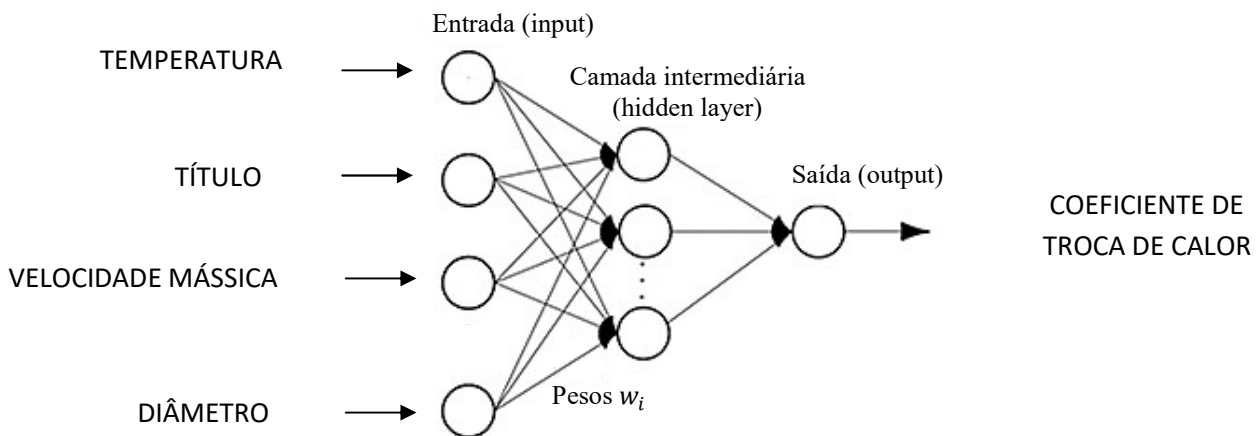 Entrada (input)
TEMPERATURA
Camada intermediária
(hidden layer)
TÍTULO
Saída (output)
COEFICIENTE DE
TROCA DE CALOR
VELOCIDADE MÁSSICA
Pesos w_i
DIÂMETRO